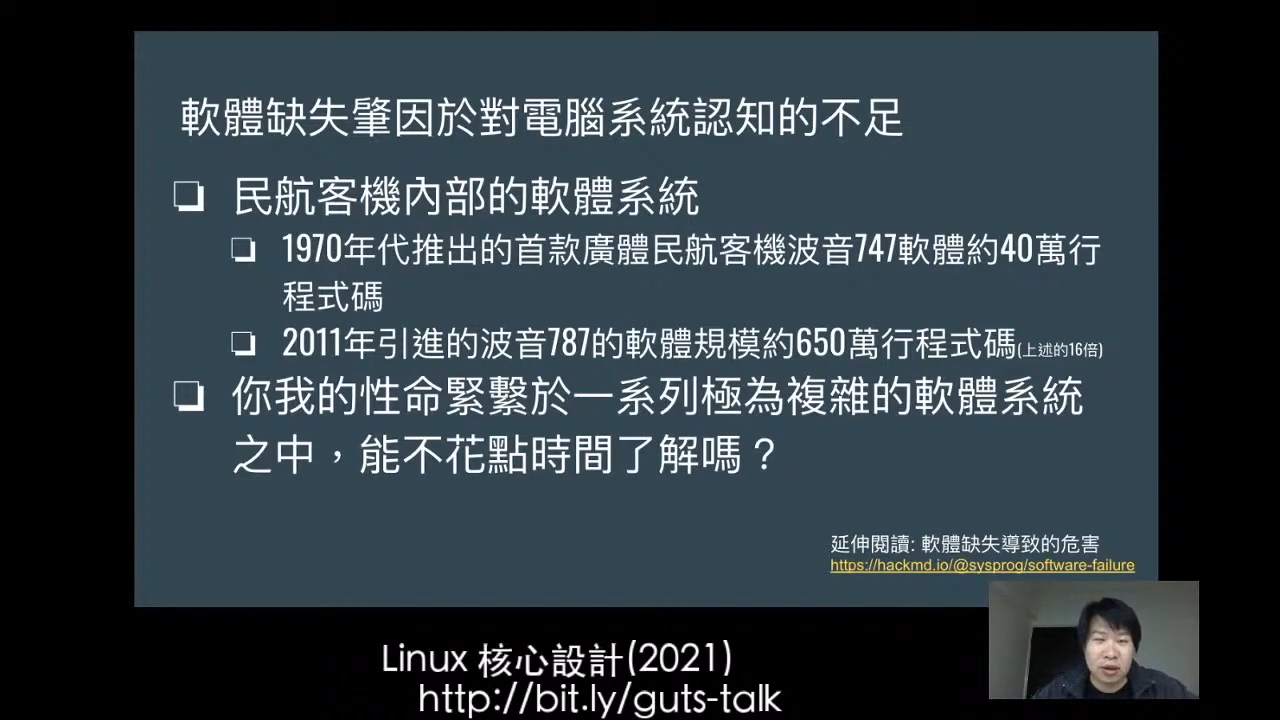 軟體缺失肇因於對電腦系統認知的不足
❏ 民航客機內部的軟體系統
❏ 1970年代推出的首款廣體民航客機波音747軟體約40萬行
程式碼
❏ 2011年引進的波音787的軟體規模約650萬行程式碼(上述的16倍)
❏ 你我的性命緊繫於一系列極為複雜的軟體系統
之中，能不花點時間了解嗎？
延伸閱讀: 軟體缺失導致的危害
https://hackmd.io/@sysprog/software-failure
Linux 核心設計(2021)
http://bit.ly/guts-talk